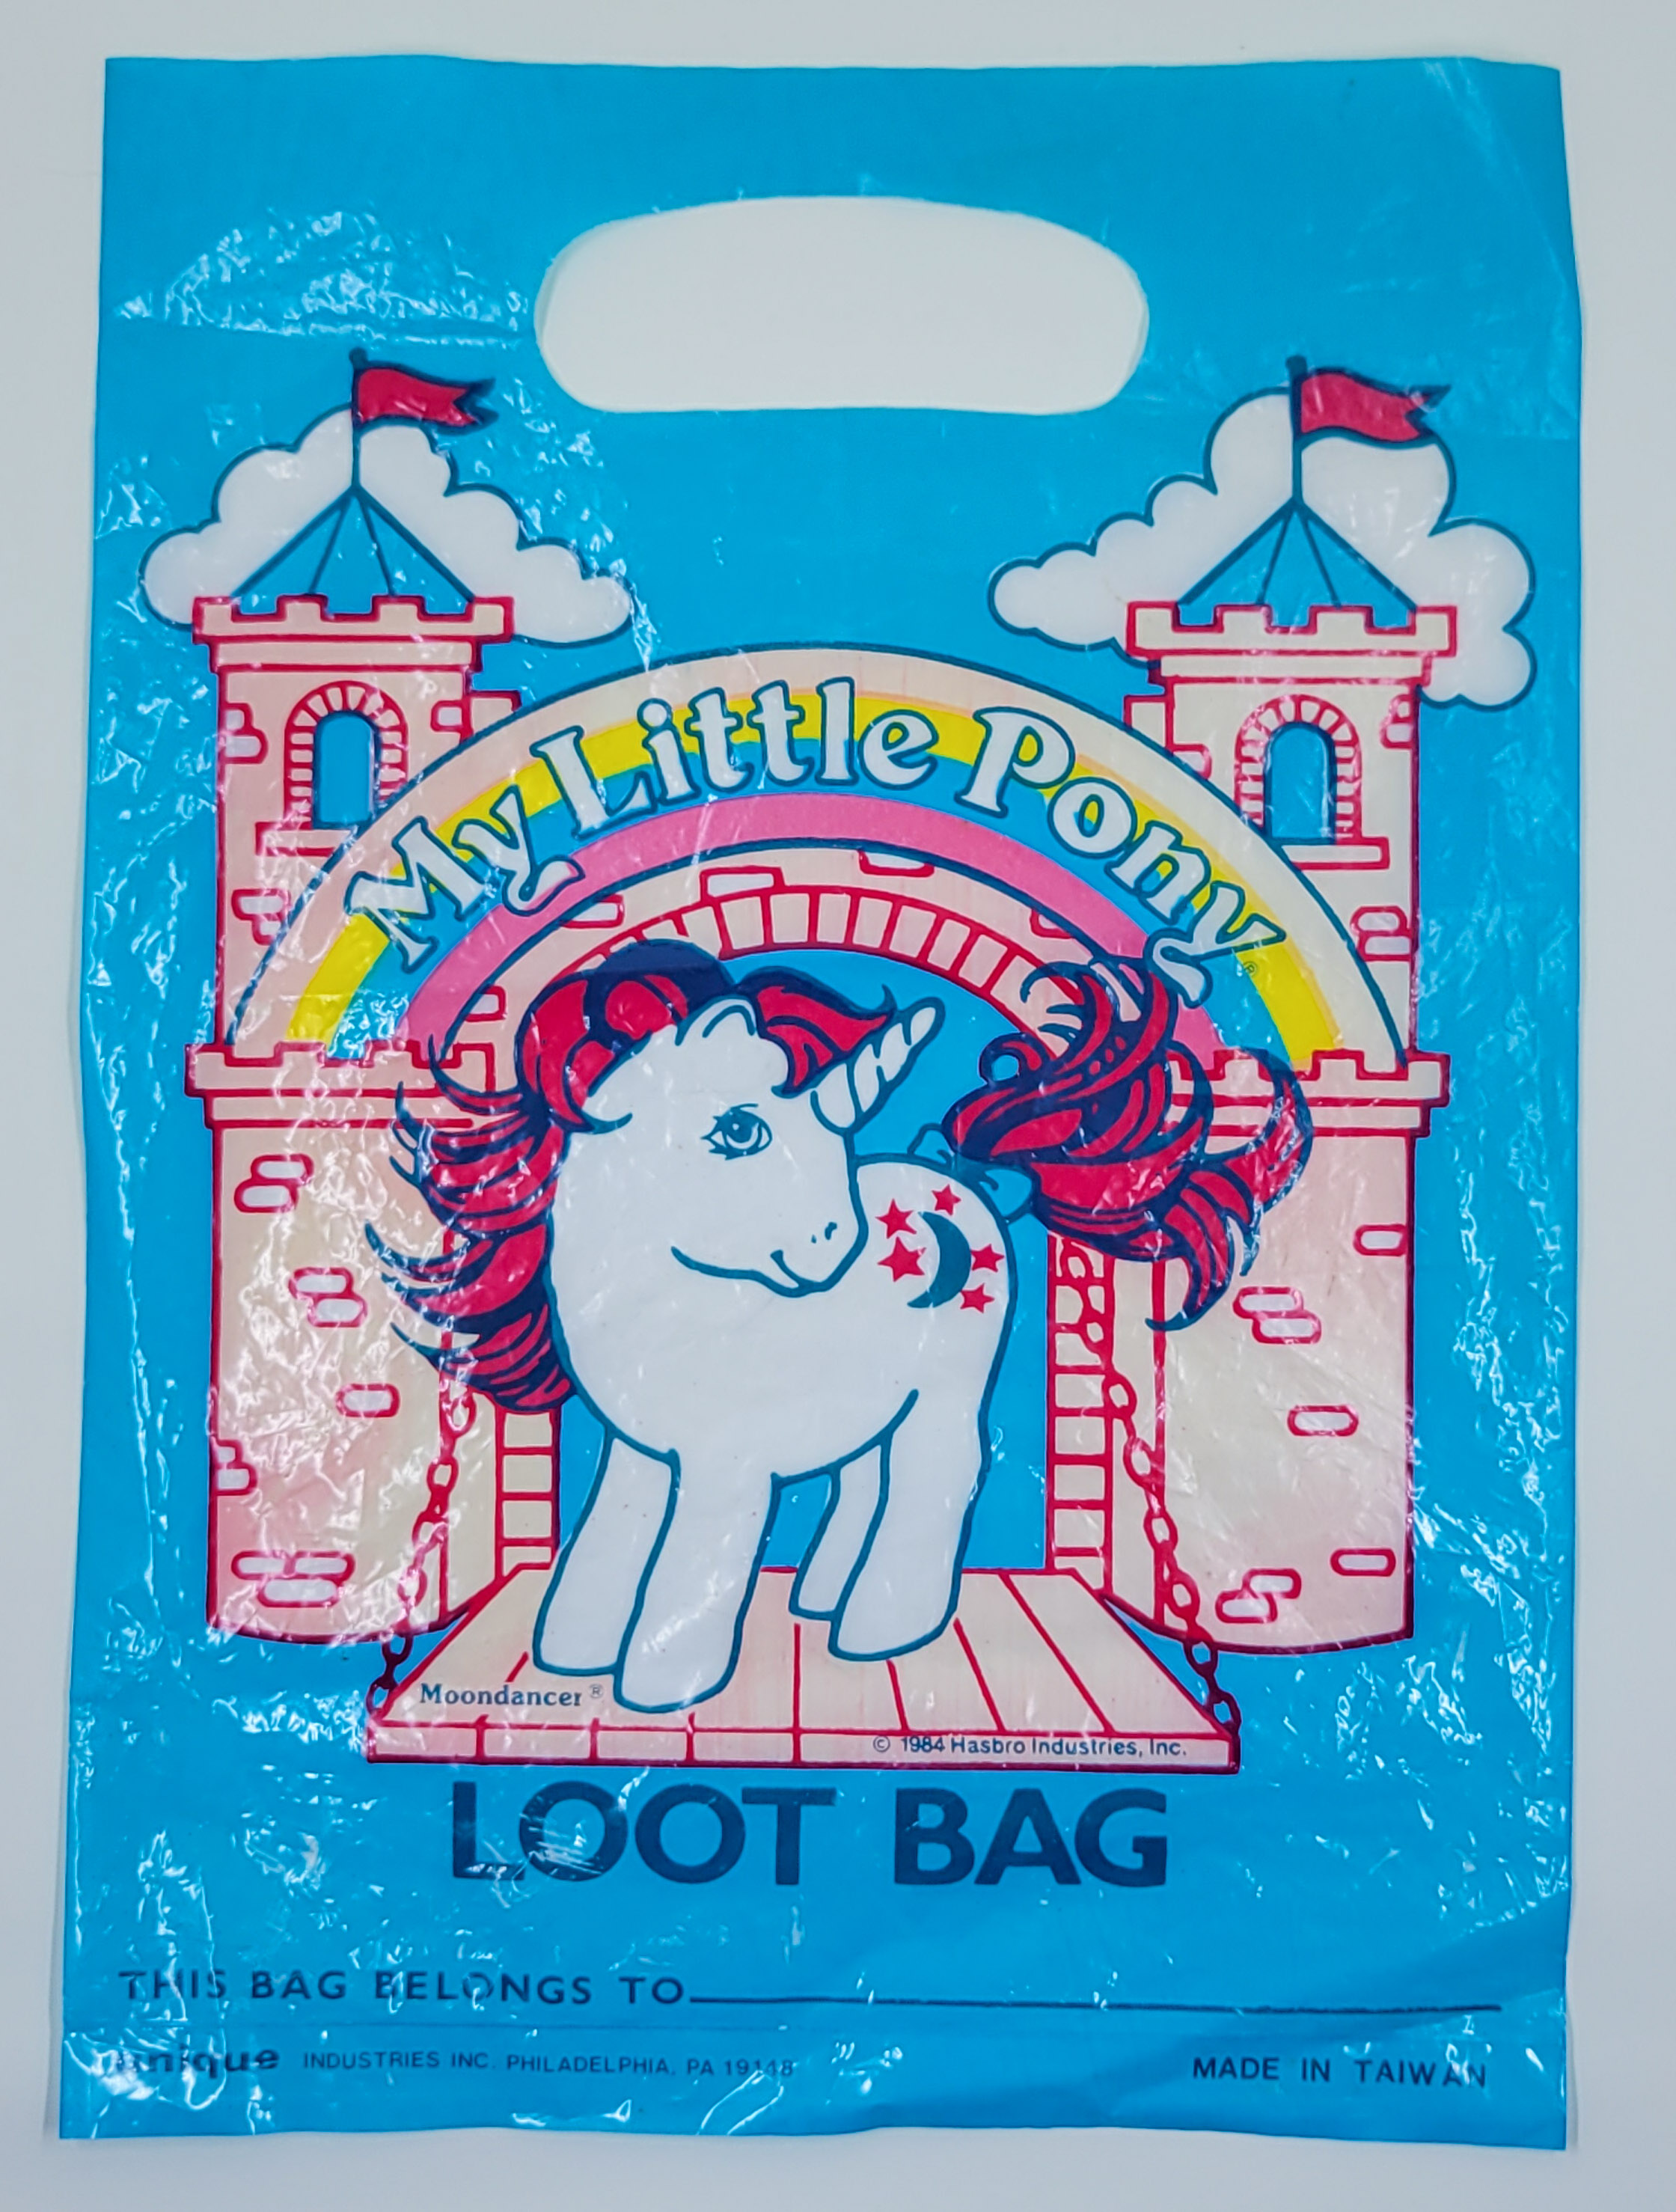 My Little Pony®
Moondancer®
© 1984 Hasbro Industries, Inc.
LOOT BAG
THIS BAG BELONGS TO
unique INDUSTRIES INC. PHILADELPHIA, PA 19148
MADE IN TAIWAN